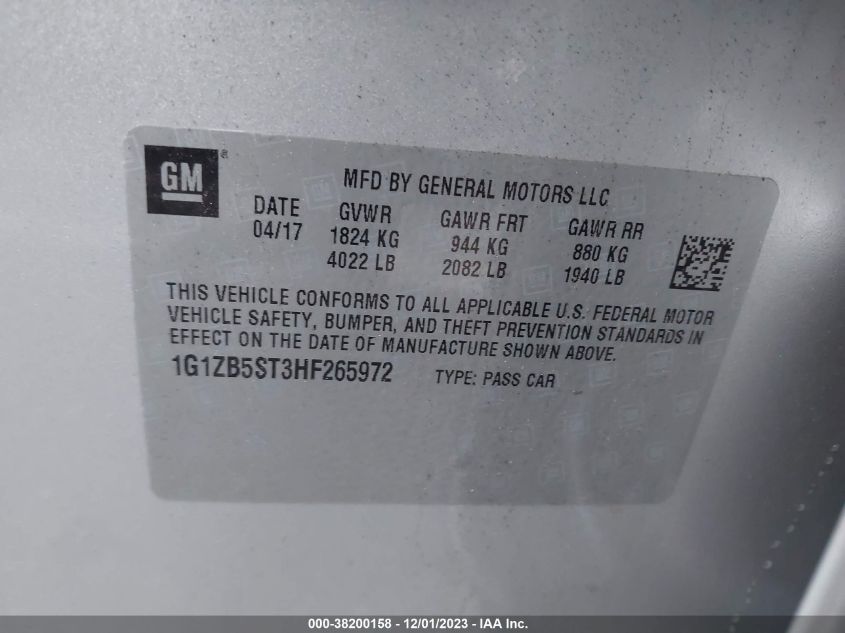 GM ®
MFD BY GENERAL MOTORS LLC
DATE GVWR GAWR FRT GAWR RR
04/17 1824 KG 944 KG 880 KG
4022 LB 2082 LB 1940 LB
THIS VEHICLE CONFORMS TO ALL APPLICABLE U.S. FEDERAL MOTOR
VEHICLE SAFETY, BUMPER, AND THEFT PREVENTION STANDARDS IN
EFFECT ON THE DATE OF MANUFACTURE SHOWN ABOVE.
1G1ZB5ST3HF265972 TYPE: PASS CAR
000-38200158 - 12/01/2023 - IAA Inc.